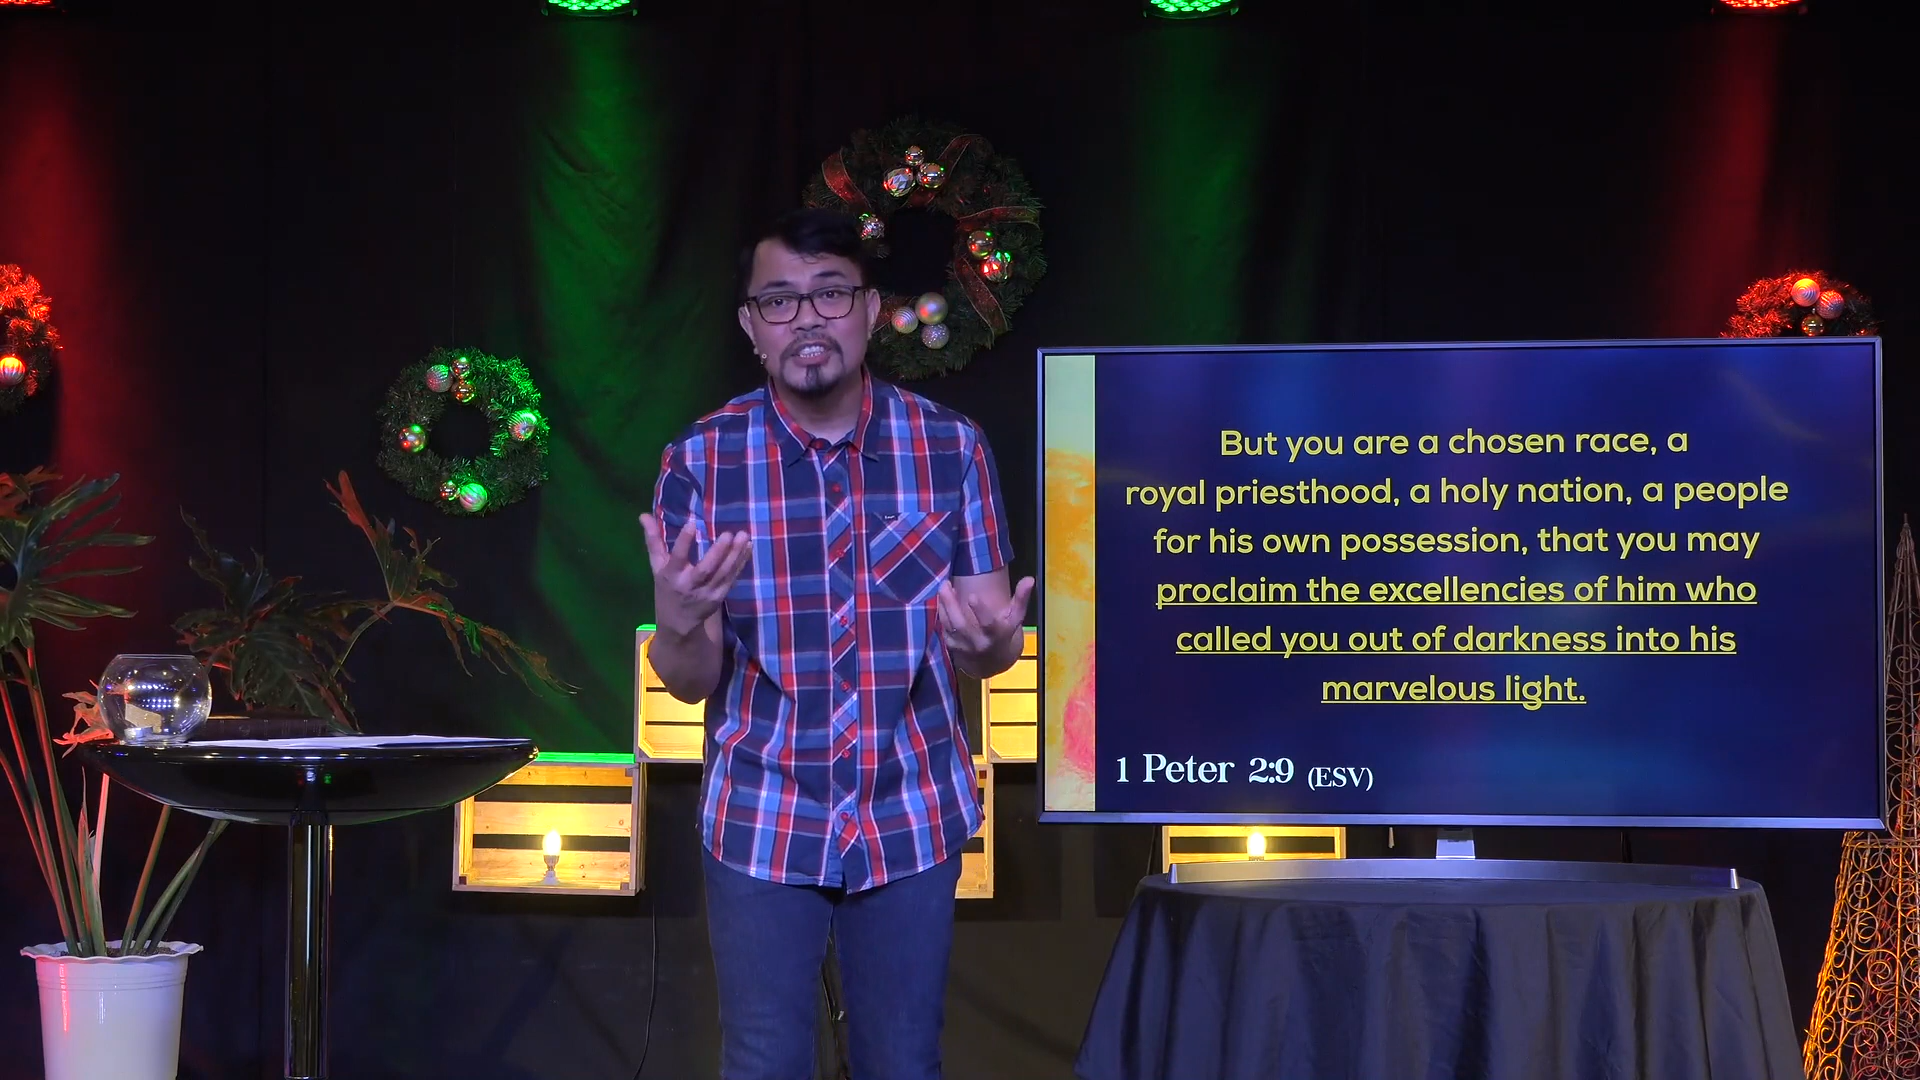 But you are a chosen race, a
royal priesthood, a holy nation, a people
for his own possession, that you may
proclaim the excellencies of him who
called you out of darkness into his
marvelous light.
1 Peter 2:9 (ESV)